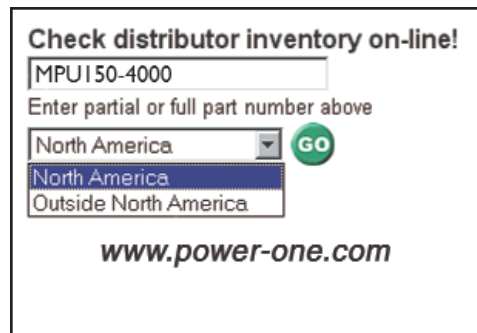 Check distributor inventory on-line!
MPU150-4000
Enter partial or full part number above
North America GO
North America
Outside North America
www.power-one.com